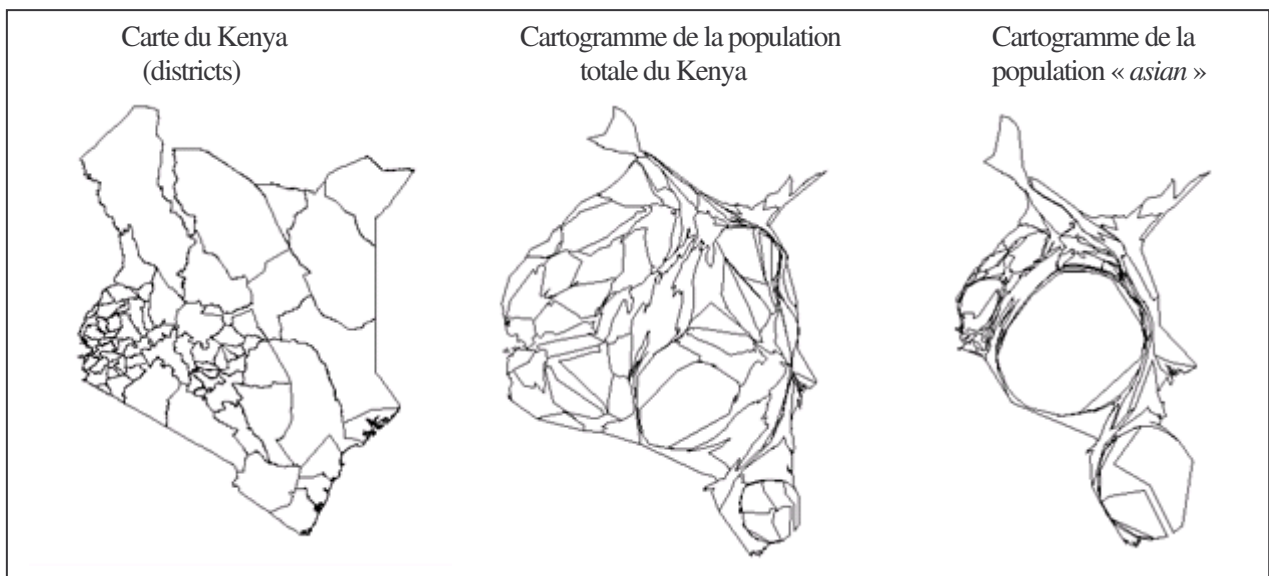 Carte du Kenya
(districts)
Cartogramme de la population
totale du Kenya
Cartogramme de la
population « asian »